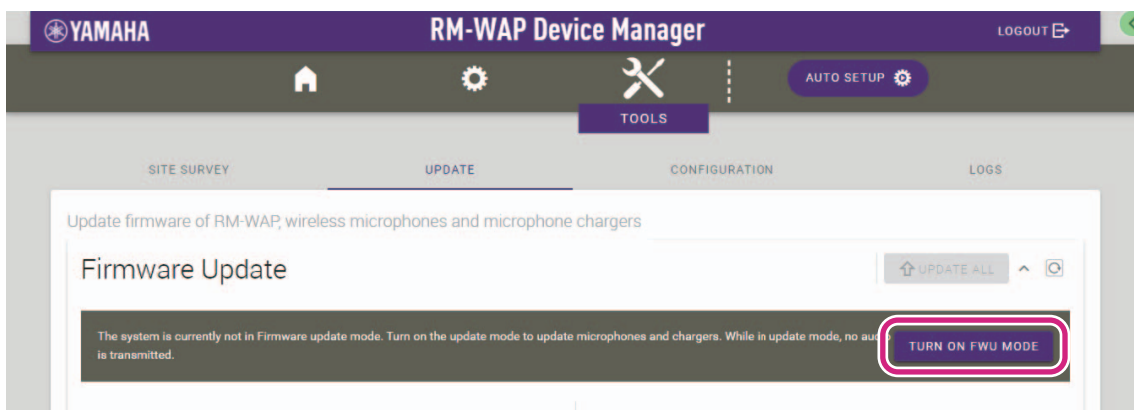 YAMAHA
RM-WAP Device Manager
LOGOUT
AUTO SETUP
TOOLS
SITE SURVEY
UPDATE
CONFIGURATION
LOGS
Update firmware of RM-WAP, wireless microphones and microphone chargers
Firmware Update
UPDATE ALL
The system is currently not in Firmware update mode. Turn on the update mode to update microphones and chargers. While in update mode, no
is transmitted.
TURN ON FWU MODE